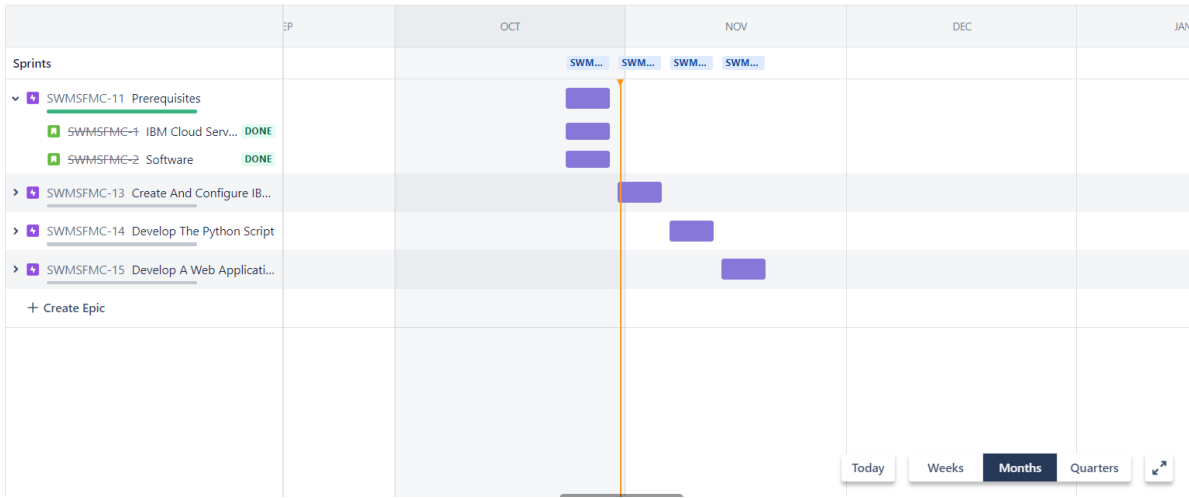 EP OCT NOV DEC JAN
Sprints SWM... SWM... SWM... SWM...
SWMSFMC-11 Prerequisites
SWMSFMC-1 IBM Cloud Serv... DONE
SWMSFMC-2 Software DONE
SWMSFMC-13 Create And Configure IB...
SWMSFMC-14 Develop The Python Script
SWMSFMC-15 Develop A Web Applicati...
+ Create Epic
Today Weeks Months Quarters